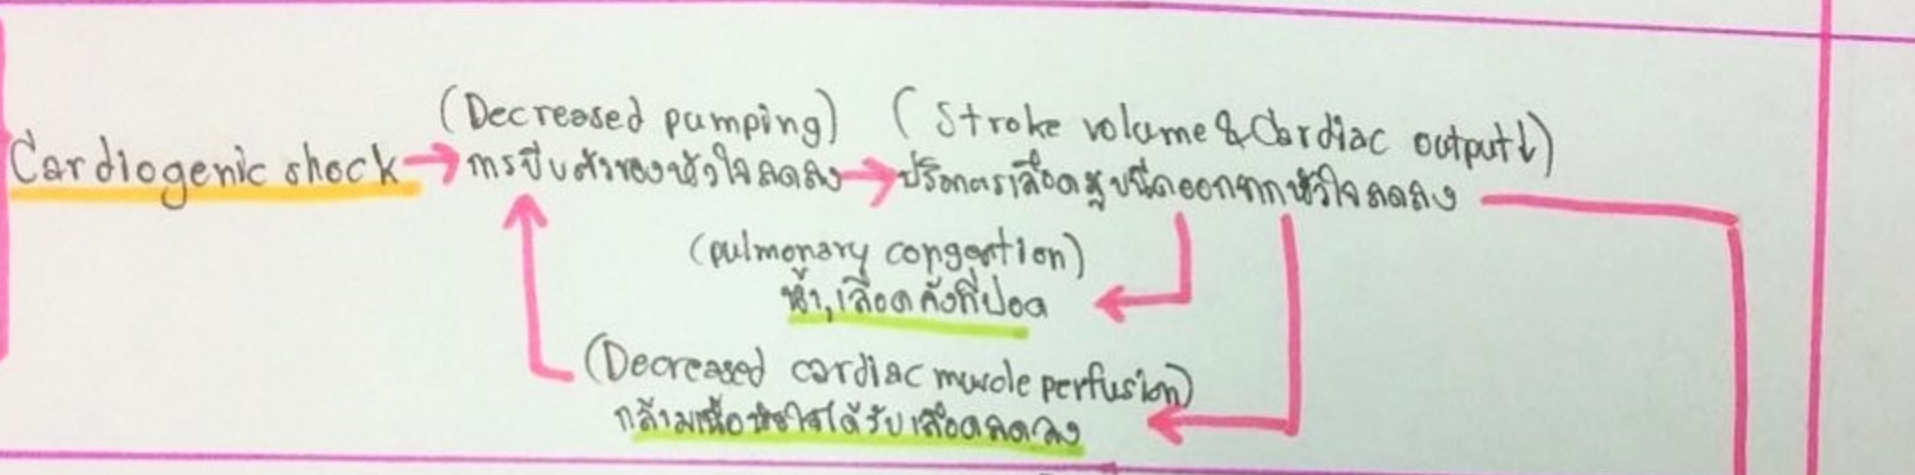 (Decreased pumping) (Stroke volume & Cardiac output↓)
Cardiogenic shock → การบีบตัวของหัวใจลดลง → ปริมาตรเลือดสูบฉีดออกจากหัวใจลดลง
(pulmonary congestion)
น้ำ,เลือดคั่งที่ปอด
(Decreased cardiac muscle perfusion)
กล้ามเนื้อหัวใจได้รับเลือดลดลง